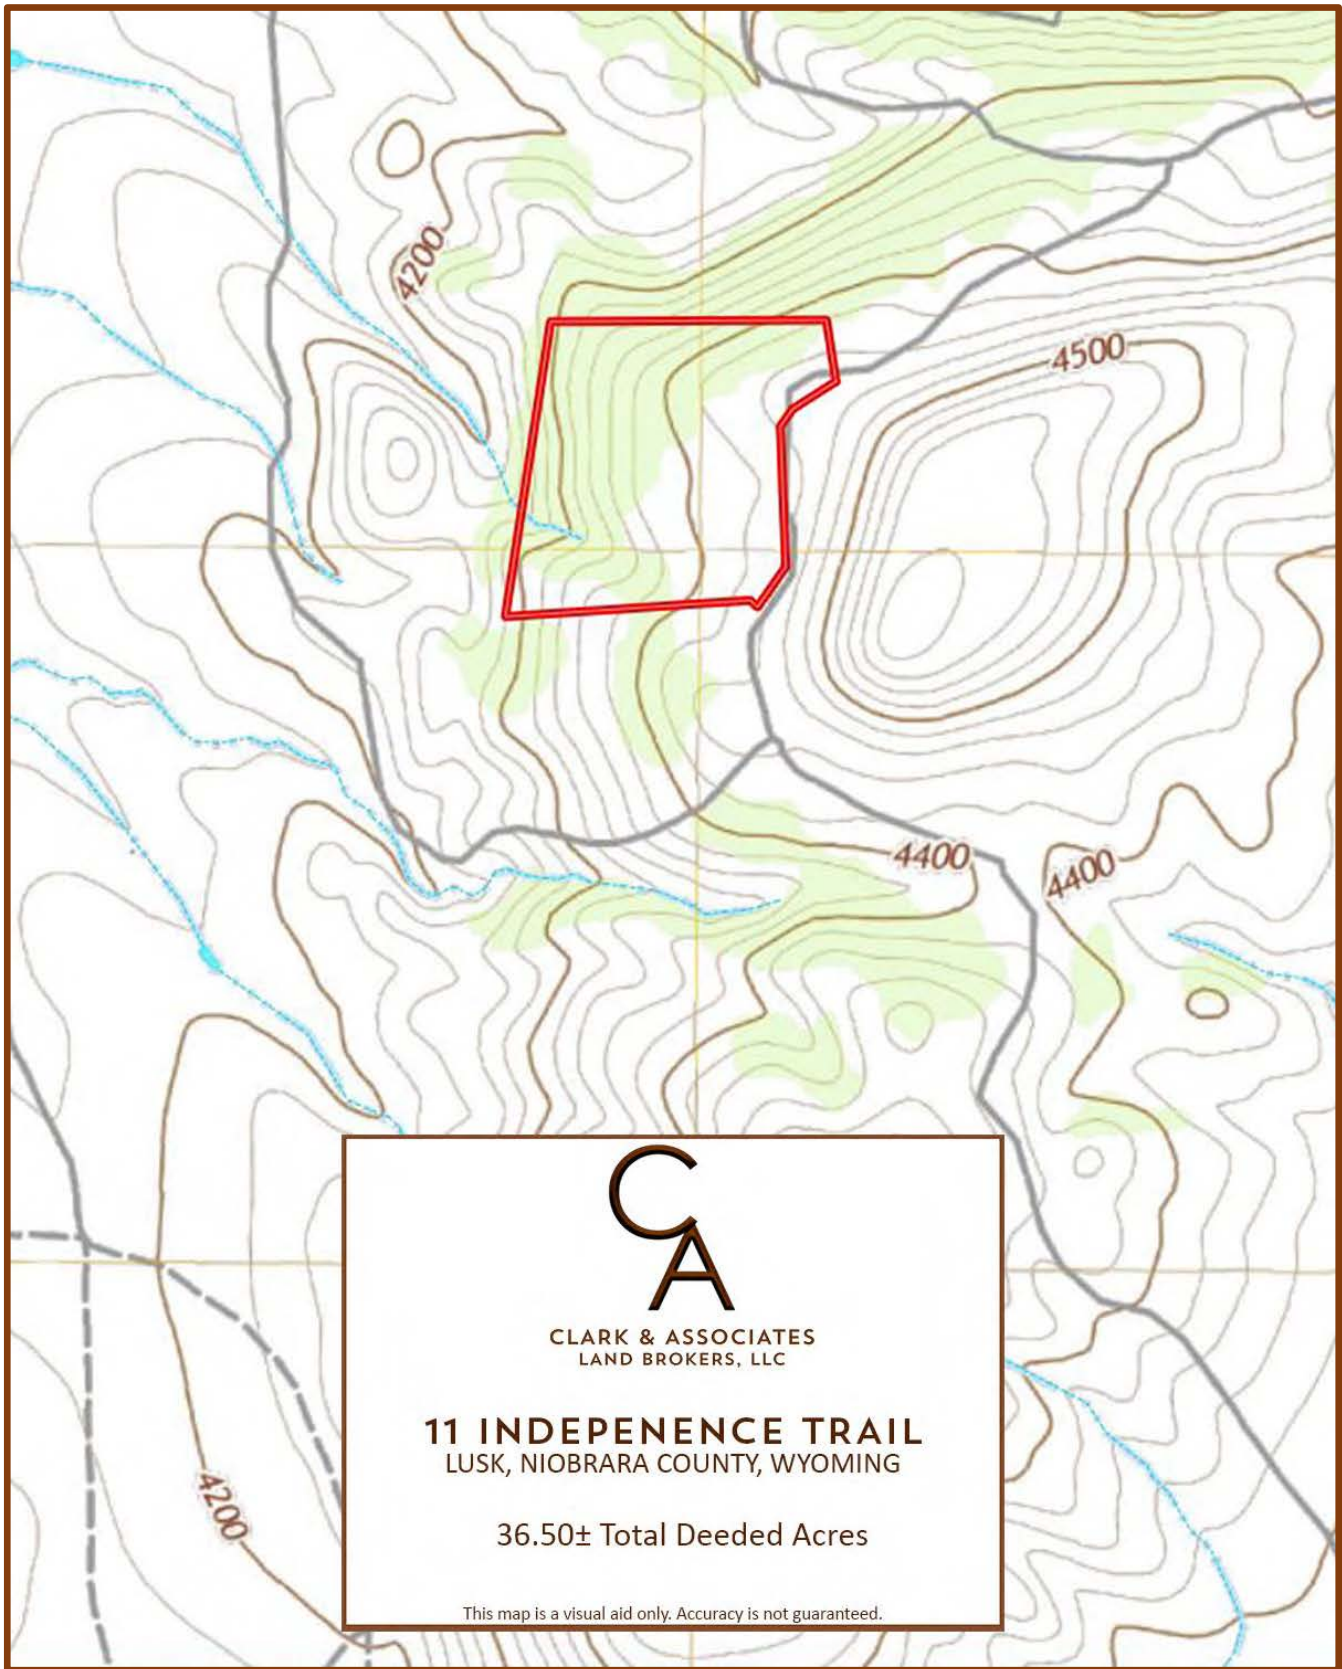 4200
4500
4400
4400
CA
CLARK & ASSOCIATES
LAND BROKERS, LLC
11 INDEPENENCE TRAIL
LUSK, NIOBRARA COUNTY, WYOMING
4200
36.50± Total Deeded Acres
This map is a visual aid only. Accuracy is not guaranteed.